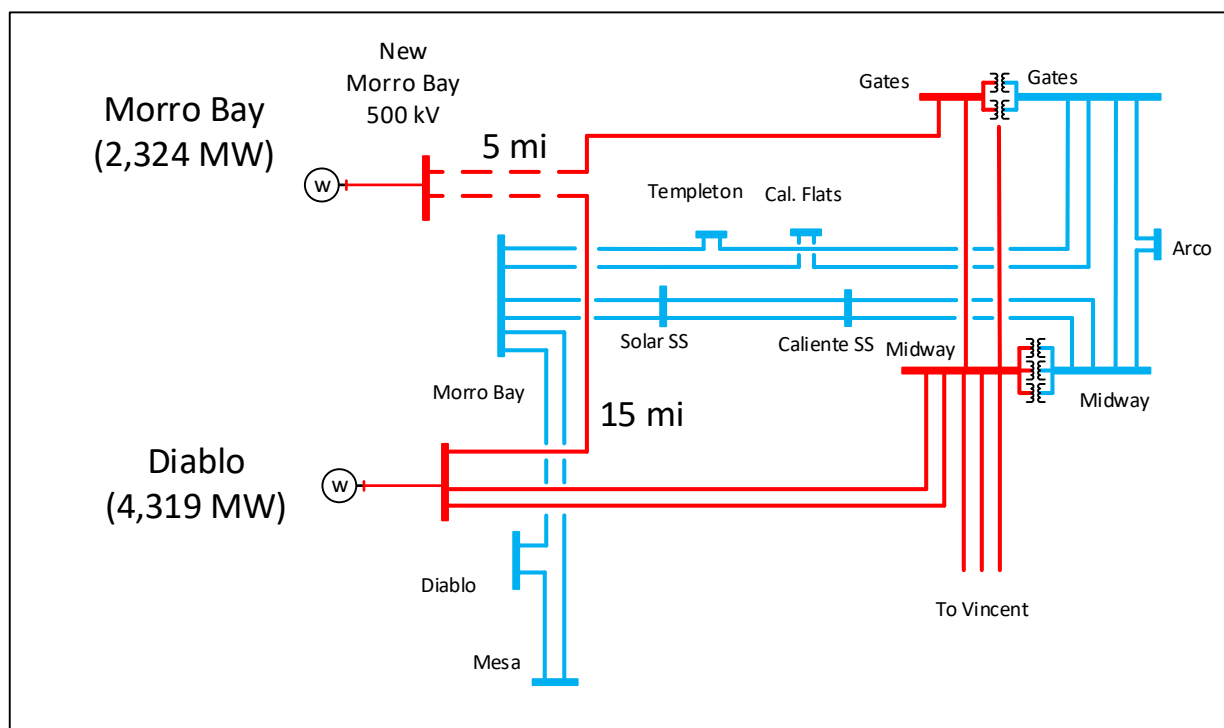 New
Morro Bay
500 kV
Morro Bay
(2,324 MW)
W
5 mi
Gates
Gates
Templeton
Cal. Flats
Arco
Solar SS
Caliente SS
Midway
Midway
Morro Bay
15 mi
Diablo
(4,319 MW)
W
Diablo
To Vincent
Mesa